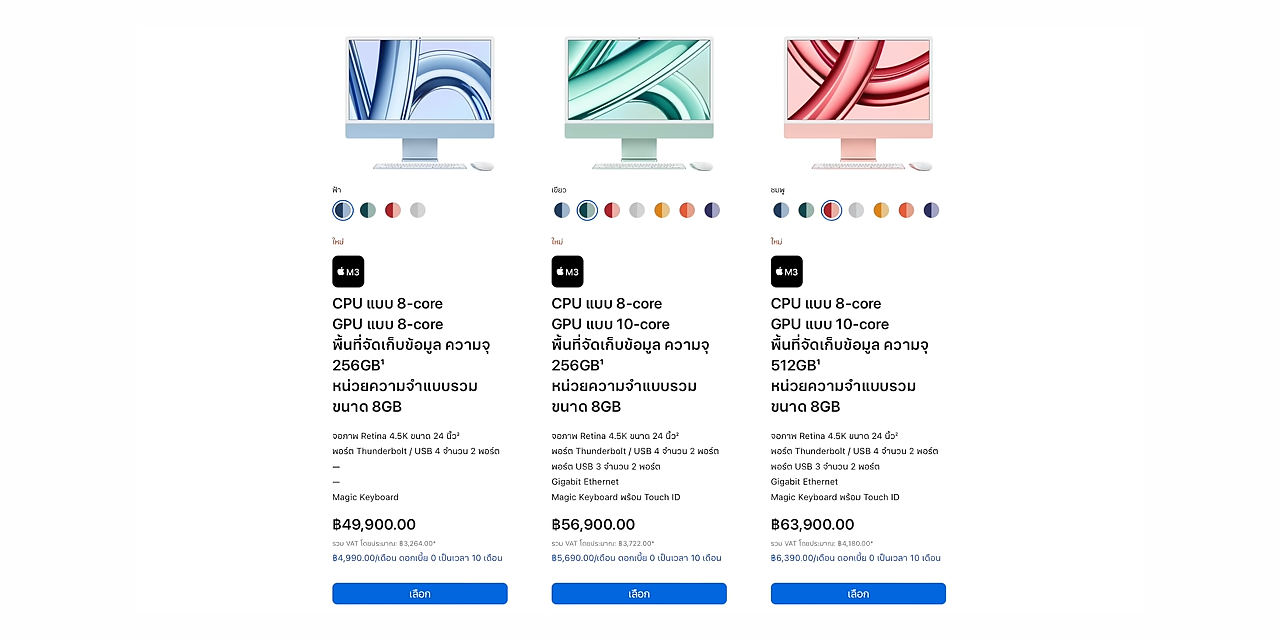 ฟ้า
ใหม่
M3
CPU แบบ 8-core
GPU แบบ 8-core
พื้นที่จัดเก็บข้อมูล ความจุ
256GB¹
หน่วยความจำแบบรวม
ขนาด 8GB
จอภาพ Retina 4.5K ขนาด 24 นิ้ว²
พอร์ต Thunderbolt / USB 4 จำนวน 2 พอร์ต
—
—
Magic Keyboard
฿49,900.00
รวม VAT โดยประมาณ: ฿3,264.00*
฿4,990.00/เดือน ดอกเบี้ย 0 เป็นเวลา 10 เดือน
เลือก
เขียว
ใหม่
M3
CPU แบบ 8-core
GPU แบบ 10-core
พื้นที่จัดเก็บข้อมูล ความจุ
256GB¹
หน่วยความจำแบบรวม
ขนาด 8GB
จอภาพ Retina 4.5K ขนาด 24 นิ้ว²
พอร์ต Thunderbolt / USB 4 จำนวน 2 พอร์ต
พอร์ต USB 3 จำนวน 2 พอร์ต
Gigabit Ethernet
Magic Keyboard พร้อม Touch ID
฿56,900.00
รวม VAT โดยประมาณ: ฿3,722.00*
฿5,690.00/เดือน ดอกเบี้ย 0 เป็นเวลา 10 เดือน
เลือก
ชมพู
ใหม่
M3
CPU แบบ 8-core
GPU แบบ 10-core
พื้นที่จัดเก็บข้อมูล ความจุ
512GB¹
หน่วยความจำแบบรวม
ขนาด 8GB
จอภาพ Retina 4.5K ขนาด 24 นิ้ว²
พอร์ต Thunderbolt / USB 4 จำนวน 2 พอร์ต
พอร์ต USB 3 จำนวน 2 พอร์ต
Gigabit Ethernet
Magic Keyboard พร้อม Touch ID
฿63,900.00
รวม VAT โดยประมาณ: ฿4,180.00*
฿6,390.00/เดือน ดอกเบี้ย 0 เป็นเวลา 10 เดือน
เลือก